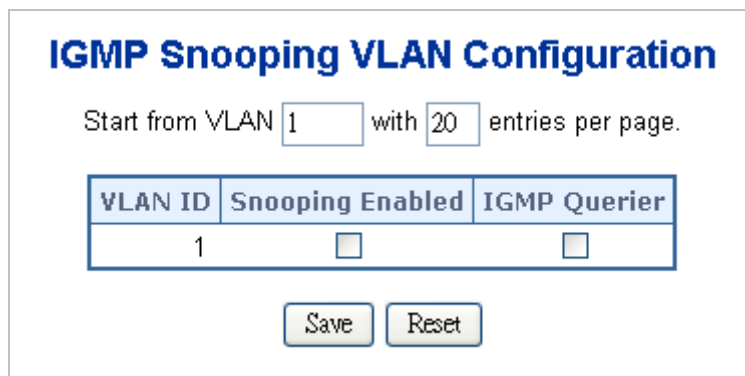 IGMP Snooping VLAN Configuration
Start from VLAN 1 with 20 entries per page.
VLAN ID Snooping Enabled IGMP Querier
1
Save Reset